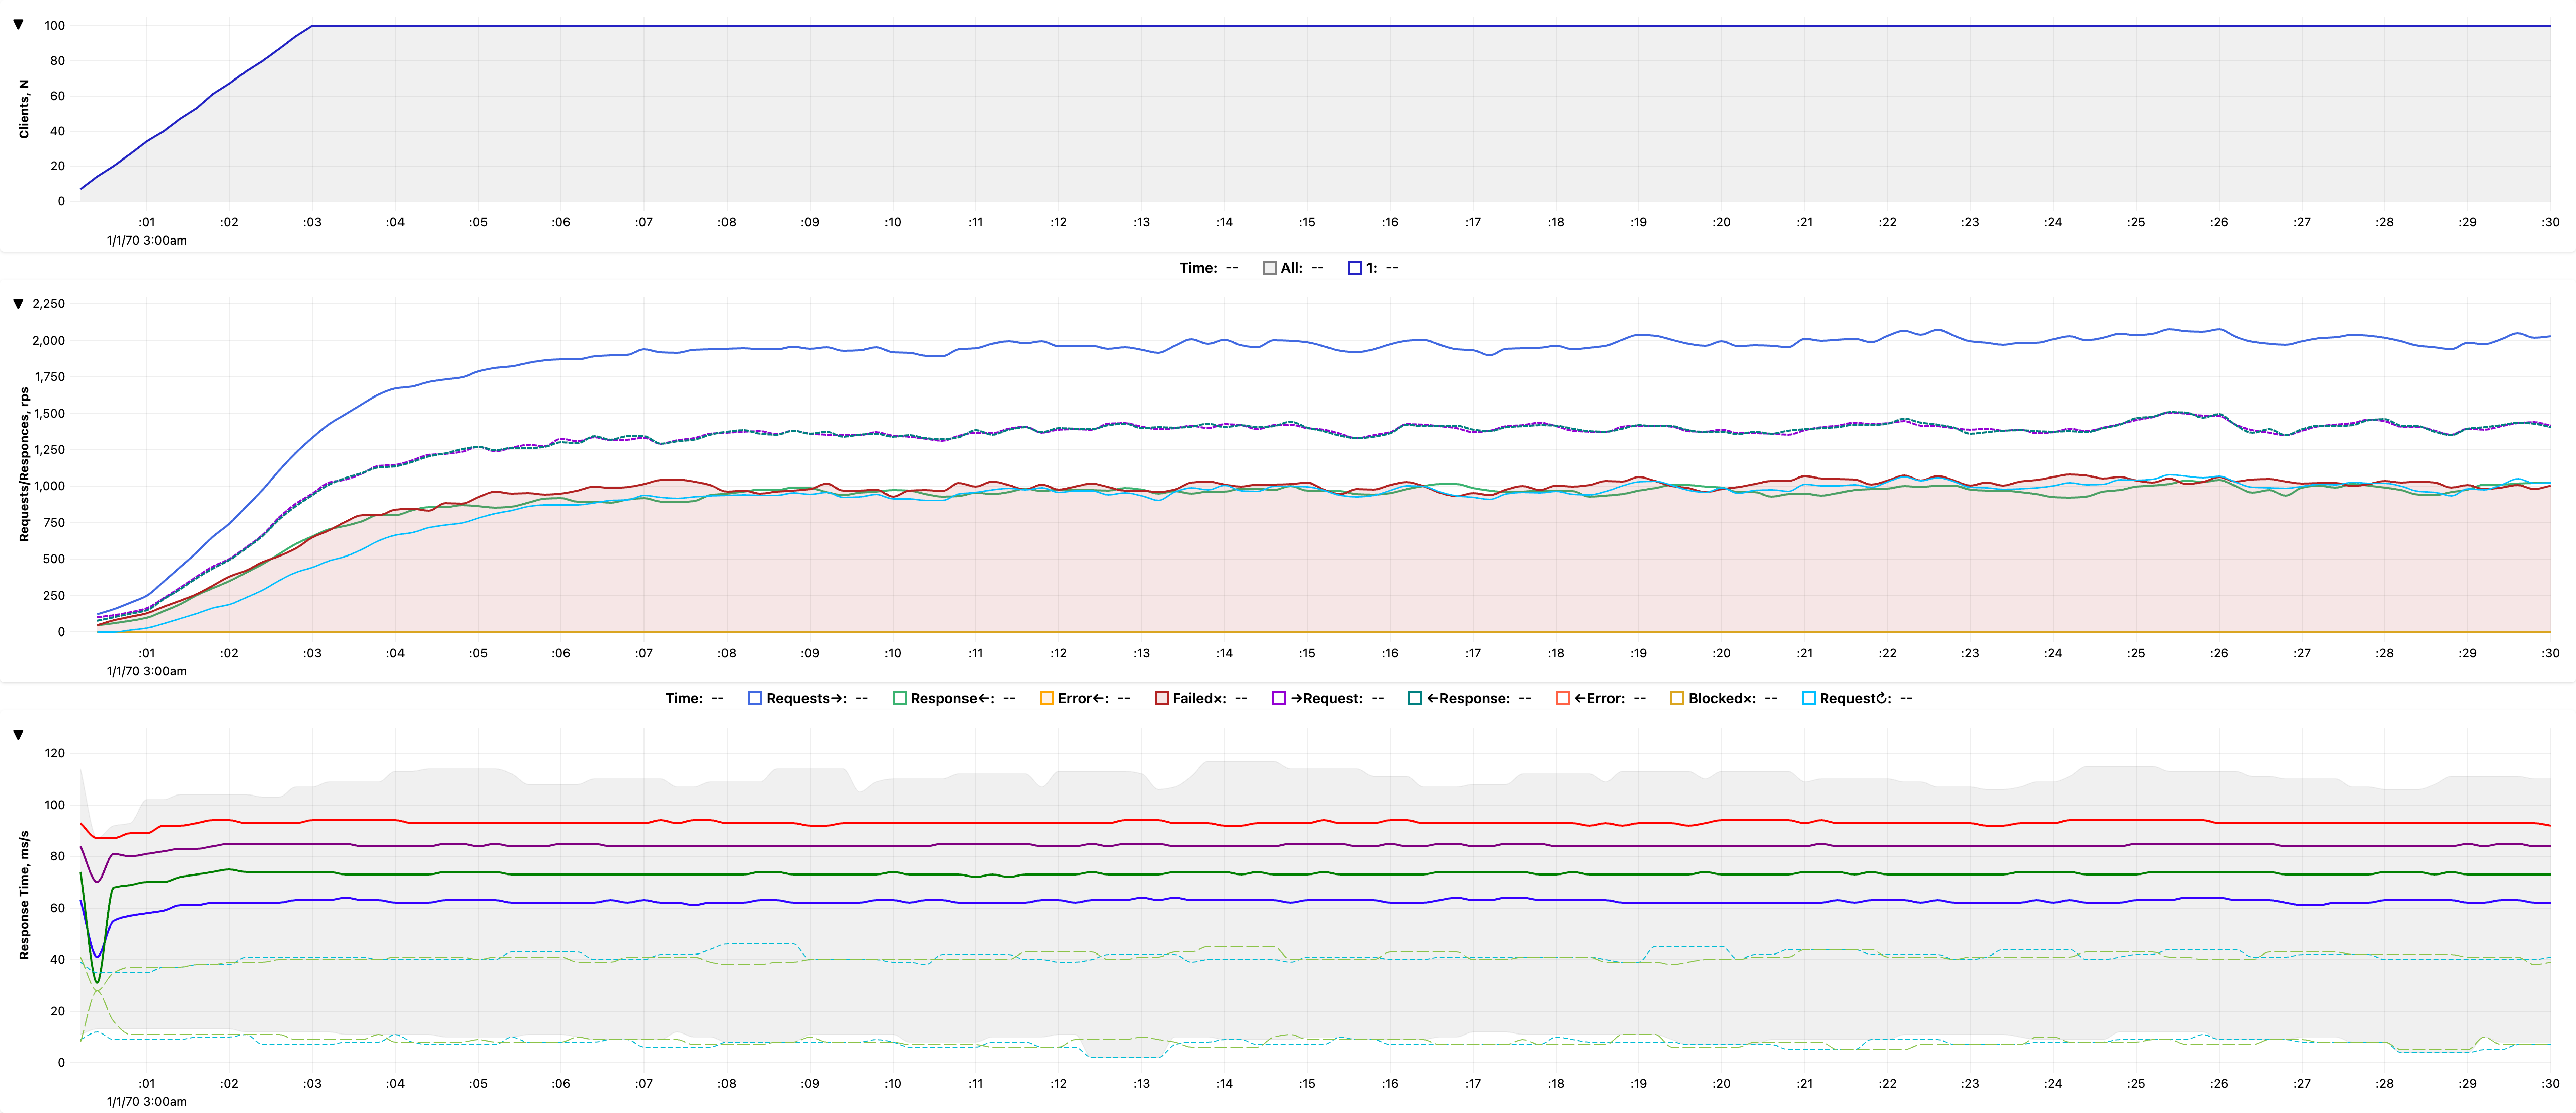 ▼ 100
80
60
40
20
0
Clients, N
:01 :02 :03 :04 :05 :06 :07 :08 :09 :10 :11 :12 :13 :14 :15 :16 :17 :18 :19 :20 :21 :22 :23 :24 :25 :26 :27 :28 :29 :30
1/1/70 3:00am
Time: -- All: -- 1: --
▼ 2,250
2,000
1,750
1,500
1,250
1,000
750
500
250
0
Requests/Responces, rps
:01 :02 :03 :04 :05 :06 :07 :08 :09 :10 :11 :12 :13 :14 :15 :16 :17 :18 :19 :20 :21 :22 :23 :24 :25 :26 :27 :28 :29 :30
1/1/70 3:00am
Time: -- Requests→: -- Response←: -- Error←: -- Failed×: -- →Request: -- ←Response: -- ←Error: -- Blocked×: -- Request↻: --
▼
120
100
80
60
40
20
0
Response Time, ms/s
:01 :02 :03 :04 :05 :06 :07 :08 :09 :10 :11 :12 :13 :14 :15 :16 :17 :18 :19 :20 :21 :22 :23 :24 :25 :26 :27 :28 :29 :30
1/1/70 3:00am